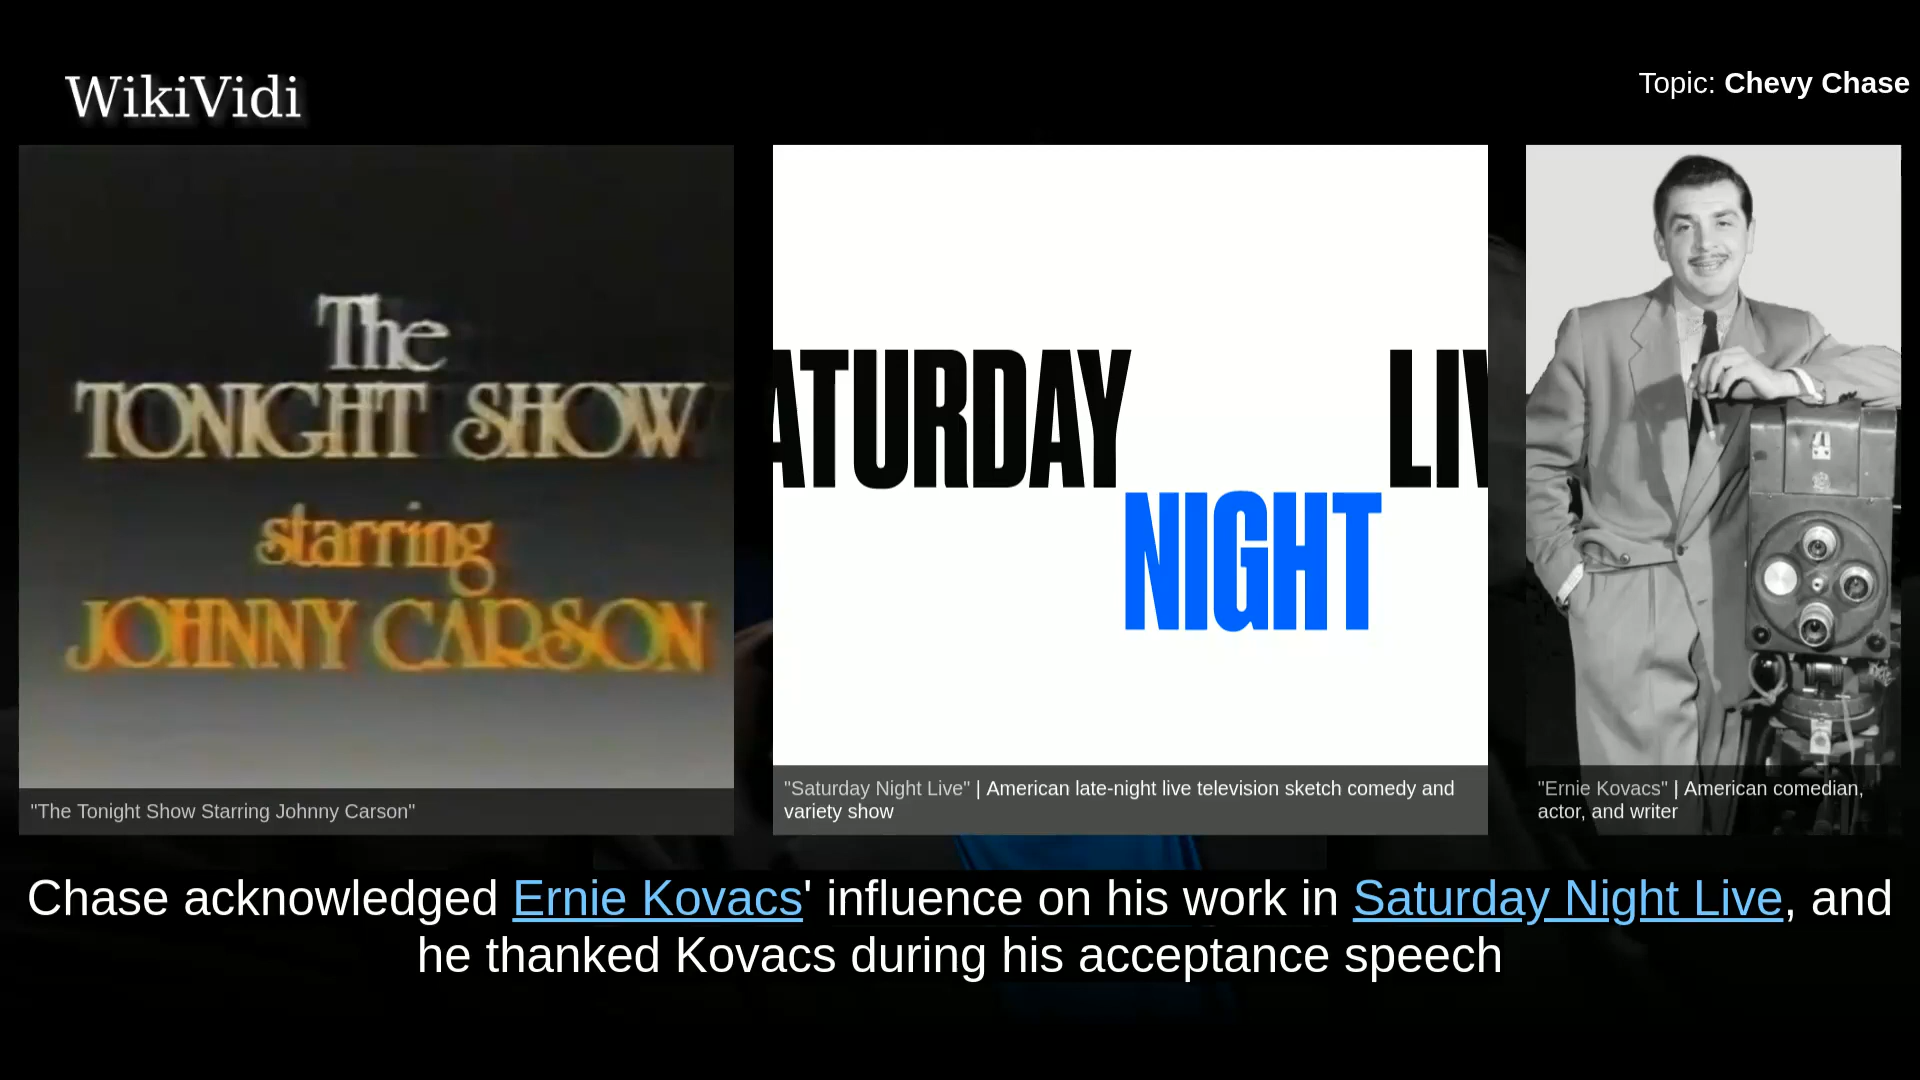 WikiVidi
Topic: Chevy Chase
The
TONIGHT SHOW
starring
JOHNNY CARSON
"The Tonight Show Starring Johnny Carson"
ATURDAY LIV
NIGHT
"Saturday Night Live" | American late-night live television sketch comedy and
variety show
"Ernie Kovacs" | American comedian,
actor, and writer
Chase acknowledged Ernie Kovacs' influence on his work in Saturday Night Live, and
he thanked Kovacs during his acceptance speech